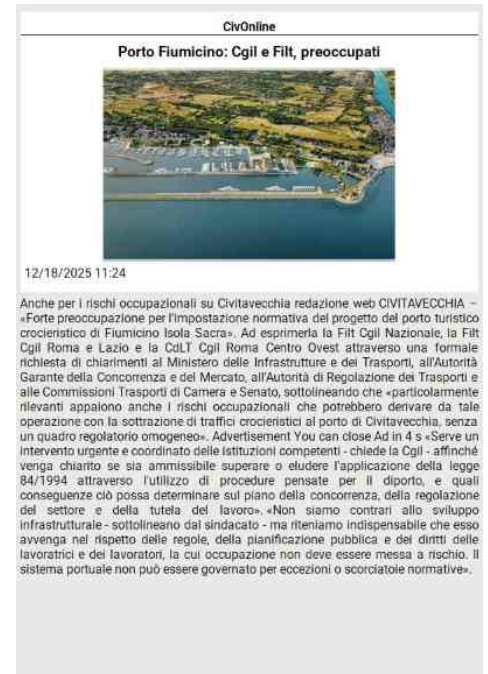 CivOnline
Porto Fiumicino: Cgil e Filt, preoccupati
12/18/2025 11:24
Anche per i rischi occupazionali su Civitavecchia redazione web CIVITAVECCHIA –
«Forte preoccupazione per l'impostazione normativa del progetto del porto turistico
crocieristico di Fiumicino Isola Sacra». Ad esprimerla la Filt Cgil Nazionale, la Filt
Cgil Roma e Lazio e la CdLT Cgil Roma Centro Ovest attraverso una formale
richiesta di chiarimenti al Ministero delle Infrastrutture e dei Trasporti, all'Autorità
Garante della Concorrenza e del Mercato, all'Autorità di Regolazione dei Trasporti e
alle Commissioni Trasporti di Camera e Senato, sottolineando che «particolarmente
rilevanti appaiono anche i rischi occupazionali che potrebbero derivare da tale
operazione con la sottrazione di traffici crocieristici al porto di Civitavecchia, senza
un quadro regolatorio omogeneo». Advertisement You can close Ad in 4 s «Serve un
intervento urgente e coordinato delle istituzioni competenti - chiede la Cgil - affinché
venga chiarito se sia ammissibile superare o eludere l'applicazione della legge
84/1994 attraverso l'utilizzo di procedure pensate per il diporto, e quali
conseguenze ciò possa determinare sul piano della concorrenza, della regolazione
del settore e della tutela del lavoro». «Non siamo contrari allo sviluppo
infrastrutturale - sottolineano dal sindacato - ma riteniamo indispensabile che esso
avvenga nel rispetto delle regole, della pianificazione pubblica e dei diritti delle
lavoratrici e dei lavoratori, la cui occupazione non deve essere messa a rischio. Il
sistema portuale non può essere governato per eccezioni o scorciatoie normative».